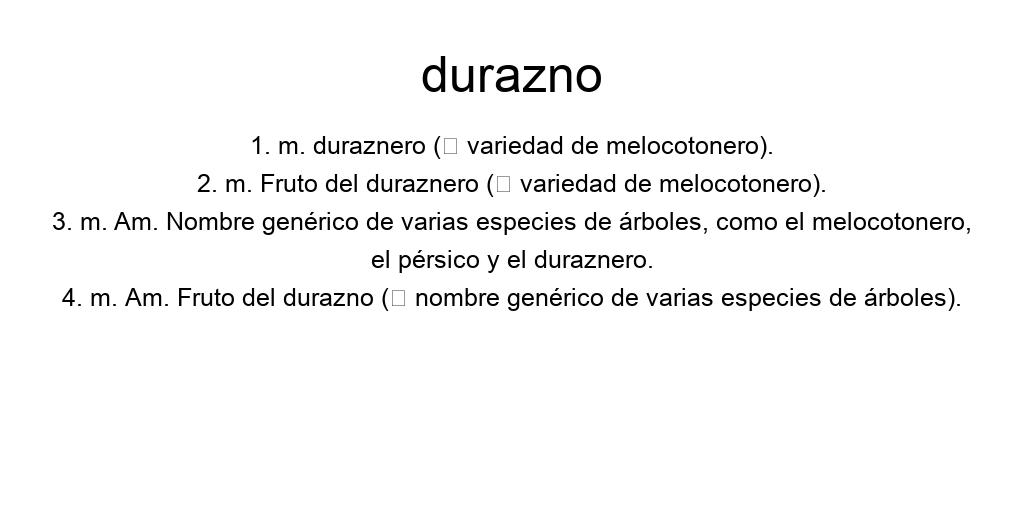 durazno
1. m. duraznero (□ variedad de melocotonero).
2. m. Fruto del duraznero (□ variedad de melocotonero).
3. m. Am. Nombre genérico de varias especies de árboles, como el melocotonero,
el pérsico y el duraznero.
4. m. Am. Fruto del durazno (□ nombre genérico de varias especies de árboles).